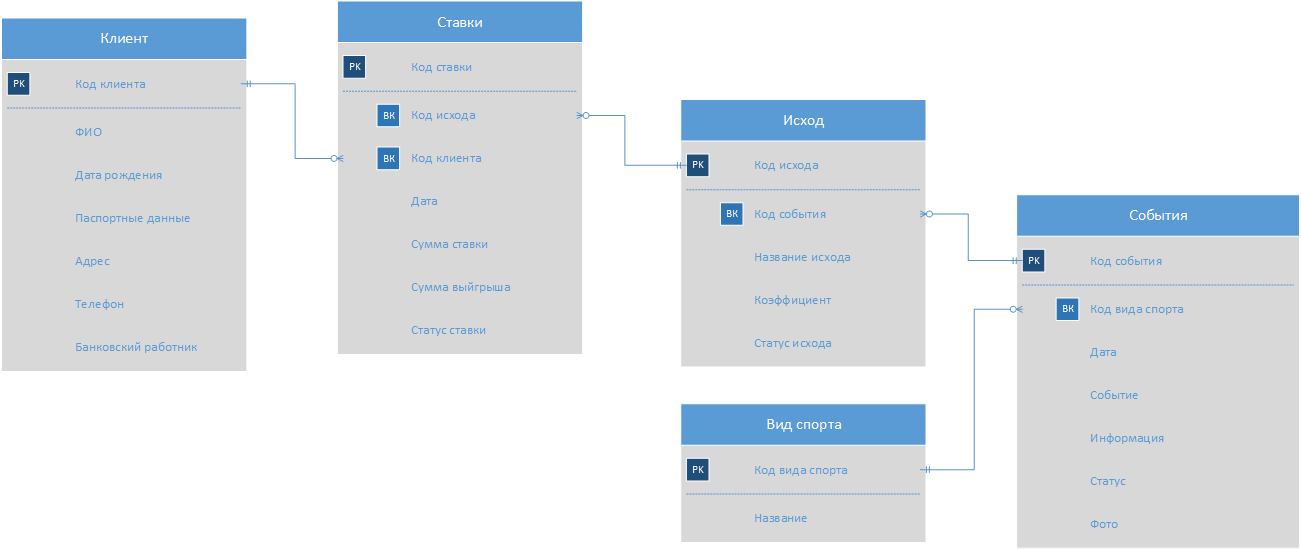 Клиент
PK Код клиента
ФИО
Дата рождения
Паспортные данные
Адрес
Телефон
Банковский работник
Ставки
PK Код ставки
ВК Код исхода
ВК Код клиента
Дата
Сумма ставки
Сумма выйгрыша
Статус ставки
Исход
PK Код исхода
ВК Код события
Название исхода
Коэффициент
Статус исхода
Вид спорта
PK Код вида спорта
Название
События
PK Код события
ВК Код вида спорта
Дата
Событие
Информация
Статус
Фото